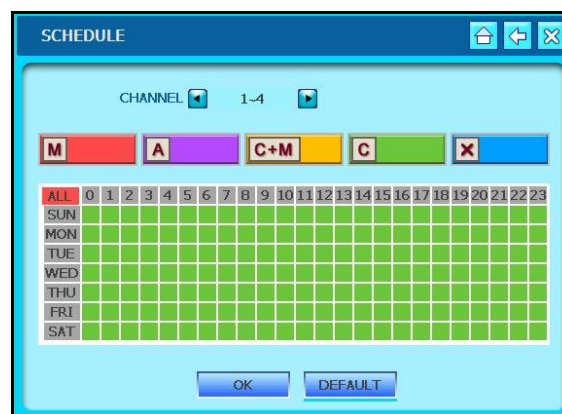 SCHEDULE
CHANNEL 1~4
M A C+M C X
ALL 0 1 2 3 4 5 6 7 8 9 10 11 12 13 14 15 16 17 18 19 20 21 22 23
SUN
MON
TUE
WED
THU
FRI
SAT
OK DEFAULT